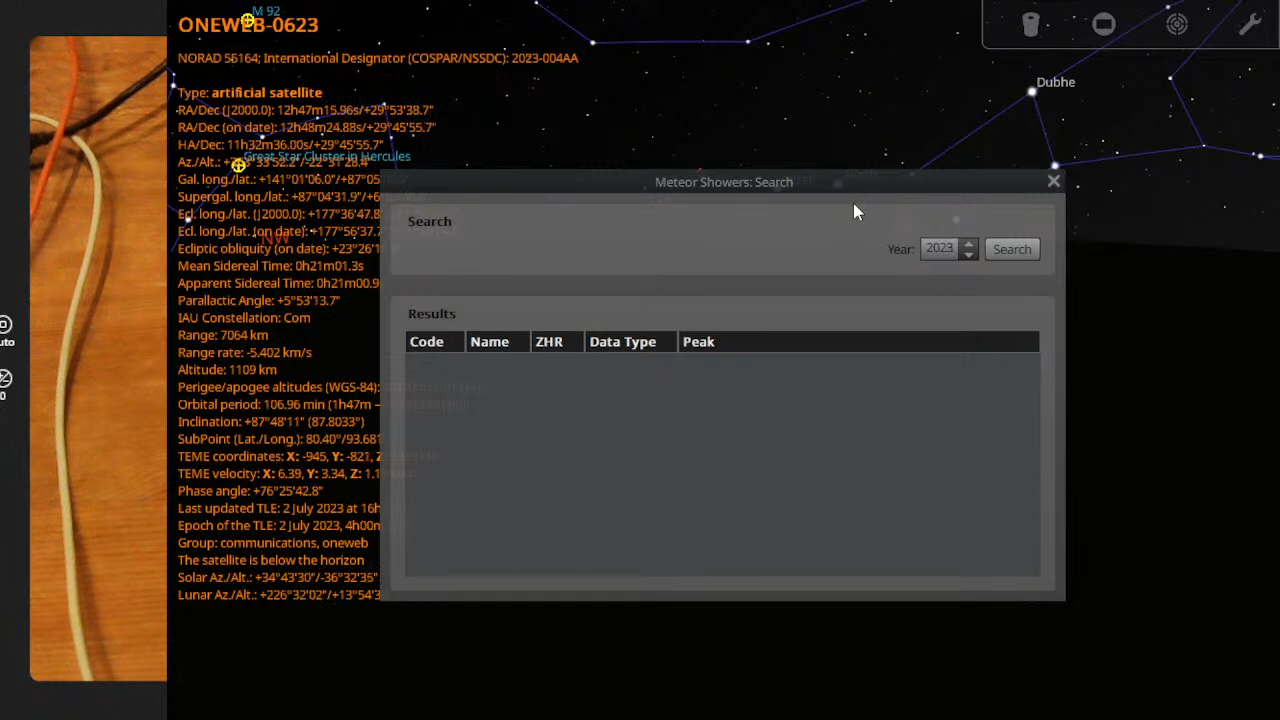 M 92
ONEWEB-0623
NORAD 55164; International Designator (COSPAR/NSSDC): 2023-004AA
Type: artificial satellite
Dubhe
RA/Dec (J2000.0): 12h47m15.96s/+29°53'38.7"
RA/Dec (on date): 12h48m24.88s/+29°45'55.7"
HA/Dec: 11h32m36.00s/+29°45'55.7"
Great Star Cluster in Hercules
Az./Alt.:
Gal. long./lat.: +141°01'06.0"/+87°05
Meteor Showers: Search
Supergal. long./lat.: +87°04'31.9"/+6
Ecl. long./lat. (J2000.0): +177°36'47.8
Search
Ecl. long./lat. (on date): +177°56'37.7
NW
Ecliptic obliquity (on date): +23°26'1
Year: 2023 Search
Mean Sidereal Time: 0h21m01.3s
Apparent Sidereal Time: 0h21m00.9
Parallactic Angle: +5°53'13.7"
IAU Constellation: Com
Results
Range: 7064 km
Code Name ZHR Data Type Peak
Range rate: -5.402 km/s
Altitude: 1109 km
Perigee/apogee altitudes (WGS-84):
Orbital period: 106.96 min (1h47m
Inclination: +87°48'11" (87.8033°)
SubPoint (Lat./Long.): 80.40°/93.681
TEME coordinates: X: -945, Y: -821, Z
TEME velocity: X: 6.39, Y: 3.34, Z: 1.1
Phase angle: +76°25'42.8"
Last updated TLE: 2 July 2023 at 16h
Epoch of the TLE: 2 July 2023, 4h00m
Group: communications, oneweb
The satellite is below the horizon
Solar Az./Alt.: +34°43'30"/-36°32'35"
Lunar Az./Alt.: +226°32'02"/+13°54'3
uto
0